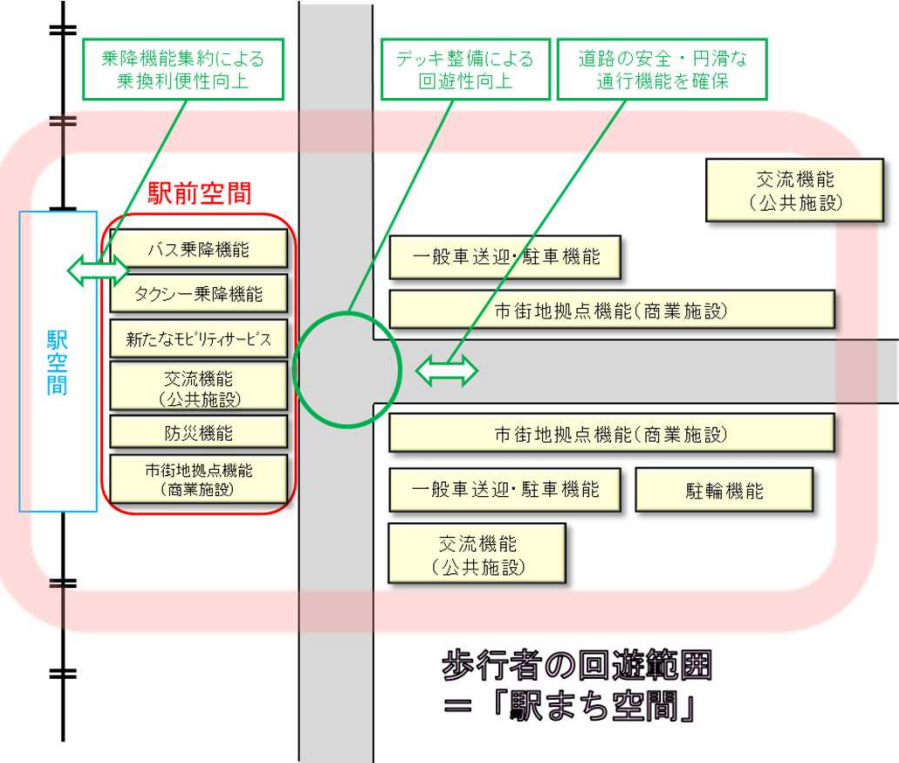 乗降機能集約による
乗換利便性向上
デッキ整備による
回遊性向上
道路の安全・円滑な
通行機能を確保
駅前空間
交流機能
(公共施設)
バス乗降機能
一般車送迎・駐車機能
タクシー乗降機能
市街地拠点機能(商業施設)
新たなモビリティサービス
駅空間
交流機能
(公共施設)
防災機能
市街地拠点機能(商業施設)
市街地拠点機能
(商業施設)
一般車送迎・駐車機能
駐輪機能
交流機能
(公共施設)
歩行者の回遊範囲
＝「駅まち空間」